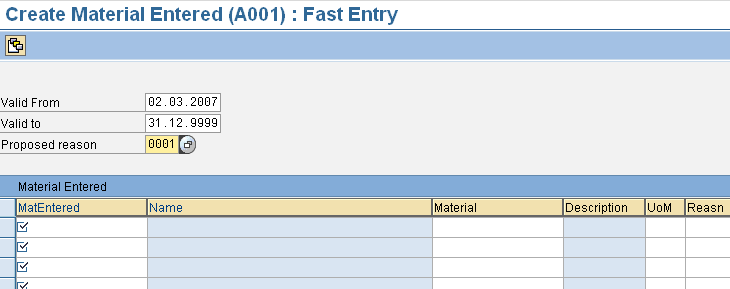 Create Material Entered (A001) : Fast Entry
Valid From 02.03.2007
Valid to 31.12.9999
Proposed reason 0001
Material Entered
MatEntered Name Material Description UoM Reasn